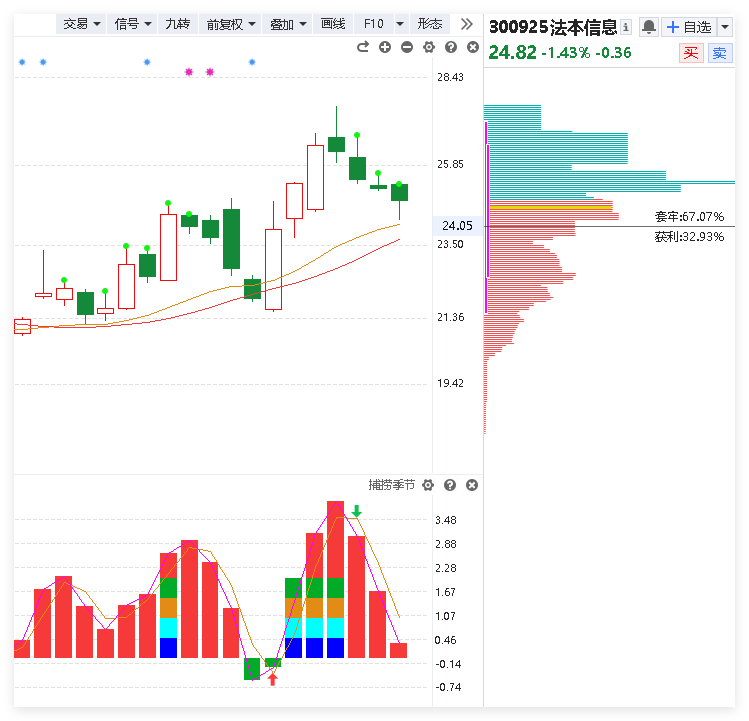 交易 信号 九转 前复权 叠加 画线 F10 形态
300925法本信息 自选
24.82 -1.43% -0.36 买 卖
28.43
25.85
24.05
23.50
21.36
19.42
套牢:67.07%
获利:32.93%
捕捞季节
3.48
2.88
2.28
1.67
1.07
0.46
-0.14
-0.74